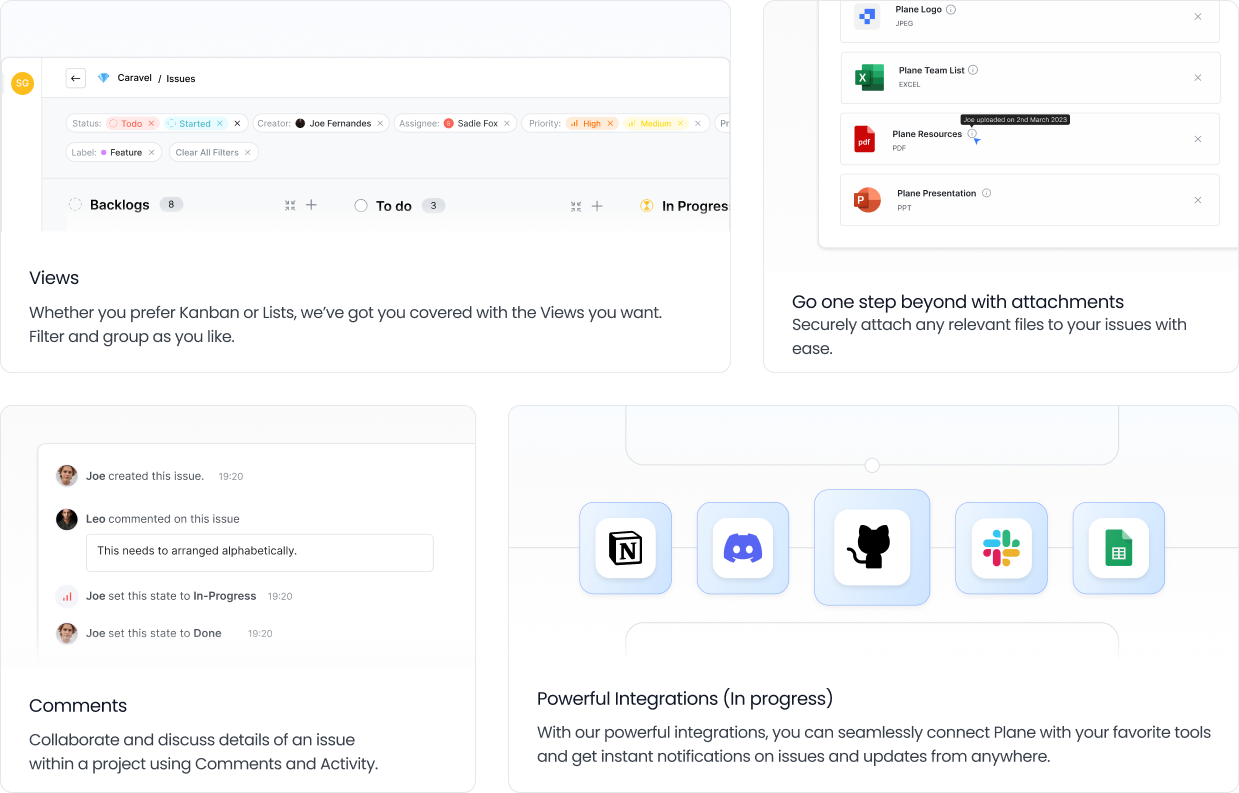 SG
Caravel / Issues
Status: Todo Started
Creator: Joe Fernandes
Assignee: Sadie Fox
Priority: High Medium
Pr
Label: Feature
Clear All Filters
Backlogs 8
To do 3
In Progres
Views
Whether you prefer Kanban or Lists, we’ve got you covered with the Views you want.
Filter and group as you like.
Plane Logo
JPEG
Plane Team List
EXCEL
Joe uploaded on 2nd March 2023
Plane Resources
pdf
PDF
Plane Presentation
PPT
Go one step beyond with attachments
Securely attach any relevant files to your issues with
ease.
Joe created this issue. 19:20
Leo commented on this issue
This needs to arranged alphabetically.
Joe set this state to In-Progress 19:20
Joe set this state to Done 19:20
Comments
Collaborate and discuss details of an issue
within a project using Comments and Activity.
Powerful Integrations (In progress)
With our powerful integrations, you can seamlessly connect Plane with your favorite tools
and get instant notifications on issues and updates from anywhere.